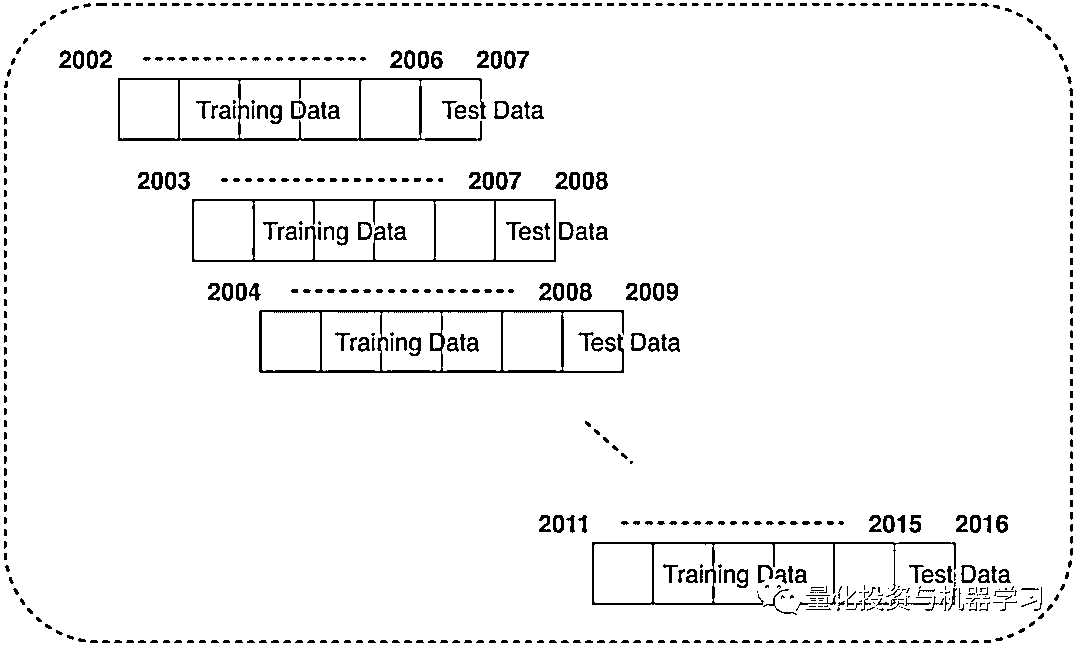 2002 2006 2007
Training Data Test Data
2003 2007 2008
Training Data Test Data
2004 2008 2009
Training Data Test Data
2011 2015 2016
Training Data Test Data
量化投资与机器学习